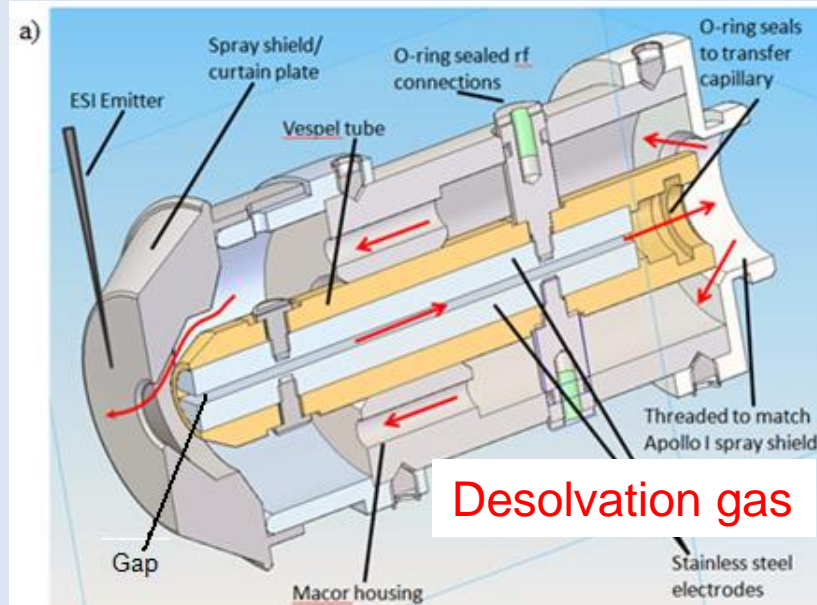 a)
Spray shield/
curtain plate
ESI Emitter
Vespel tube
O-ring sealed rf
connections
O-ring seals
to transfer
capillary
Threaded to match
Apollo I spray shield
Desolvation gas
Gap
Macor housing
Stainless steel
electrodes